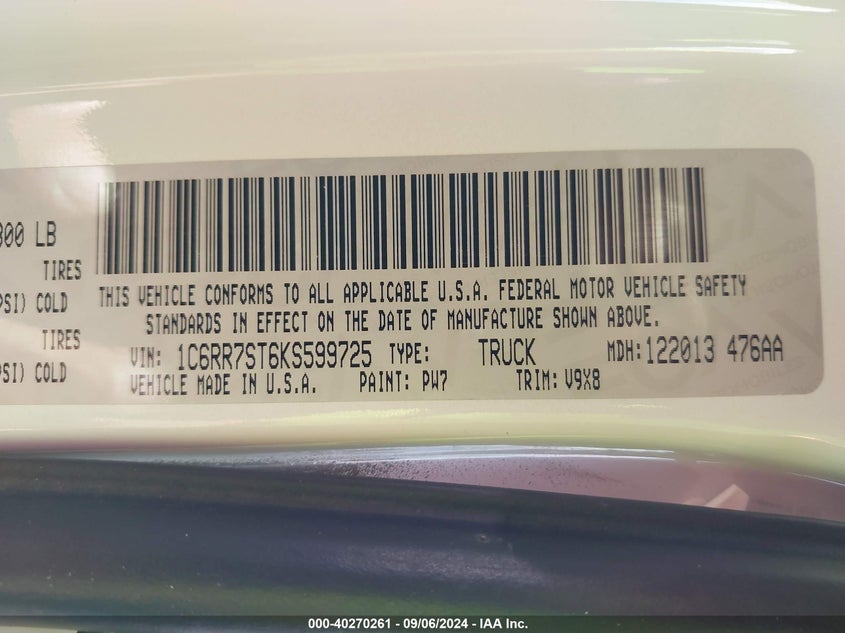 800 LB
TIRES
PSI) COLD
TIRES
PSI) COLD
THIS VEHICLE CONFORMS TO ALL APPLICABLE U.S.A. FEDERAL MOTOR VEHICLE SAFETY
STANDARDS IN EFFECT ON THE DATE OF MANUFACTURE SHOWN ABOVE.
VIN: 1C6RR7ST6KS599725 TYPE: TRUCK MDH: 122013 476AA
VEHICLE MADE IN U.S.A. PAINT: PW7 TRIM: V9X8
000-40270261 - 09/06/2024 - IAA Inc.